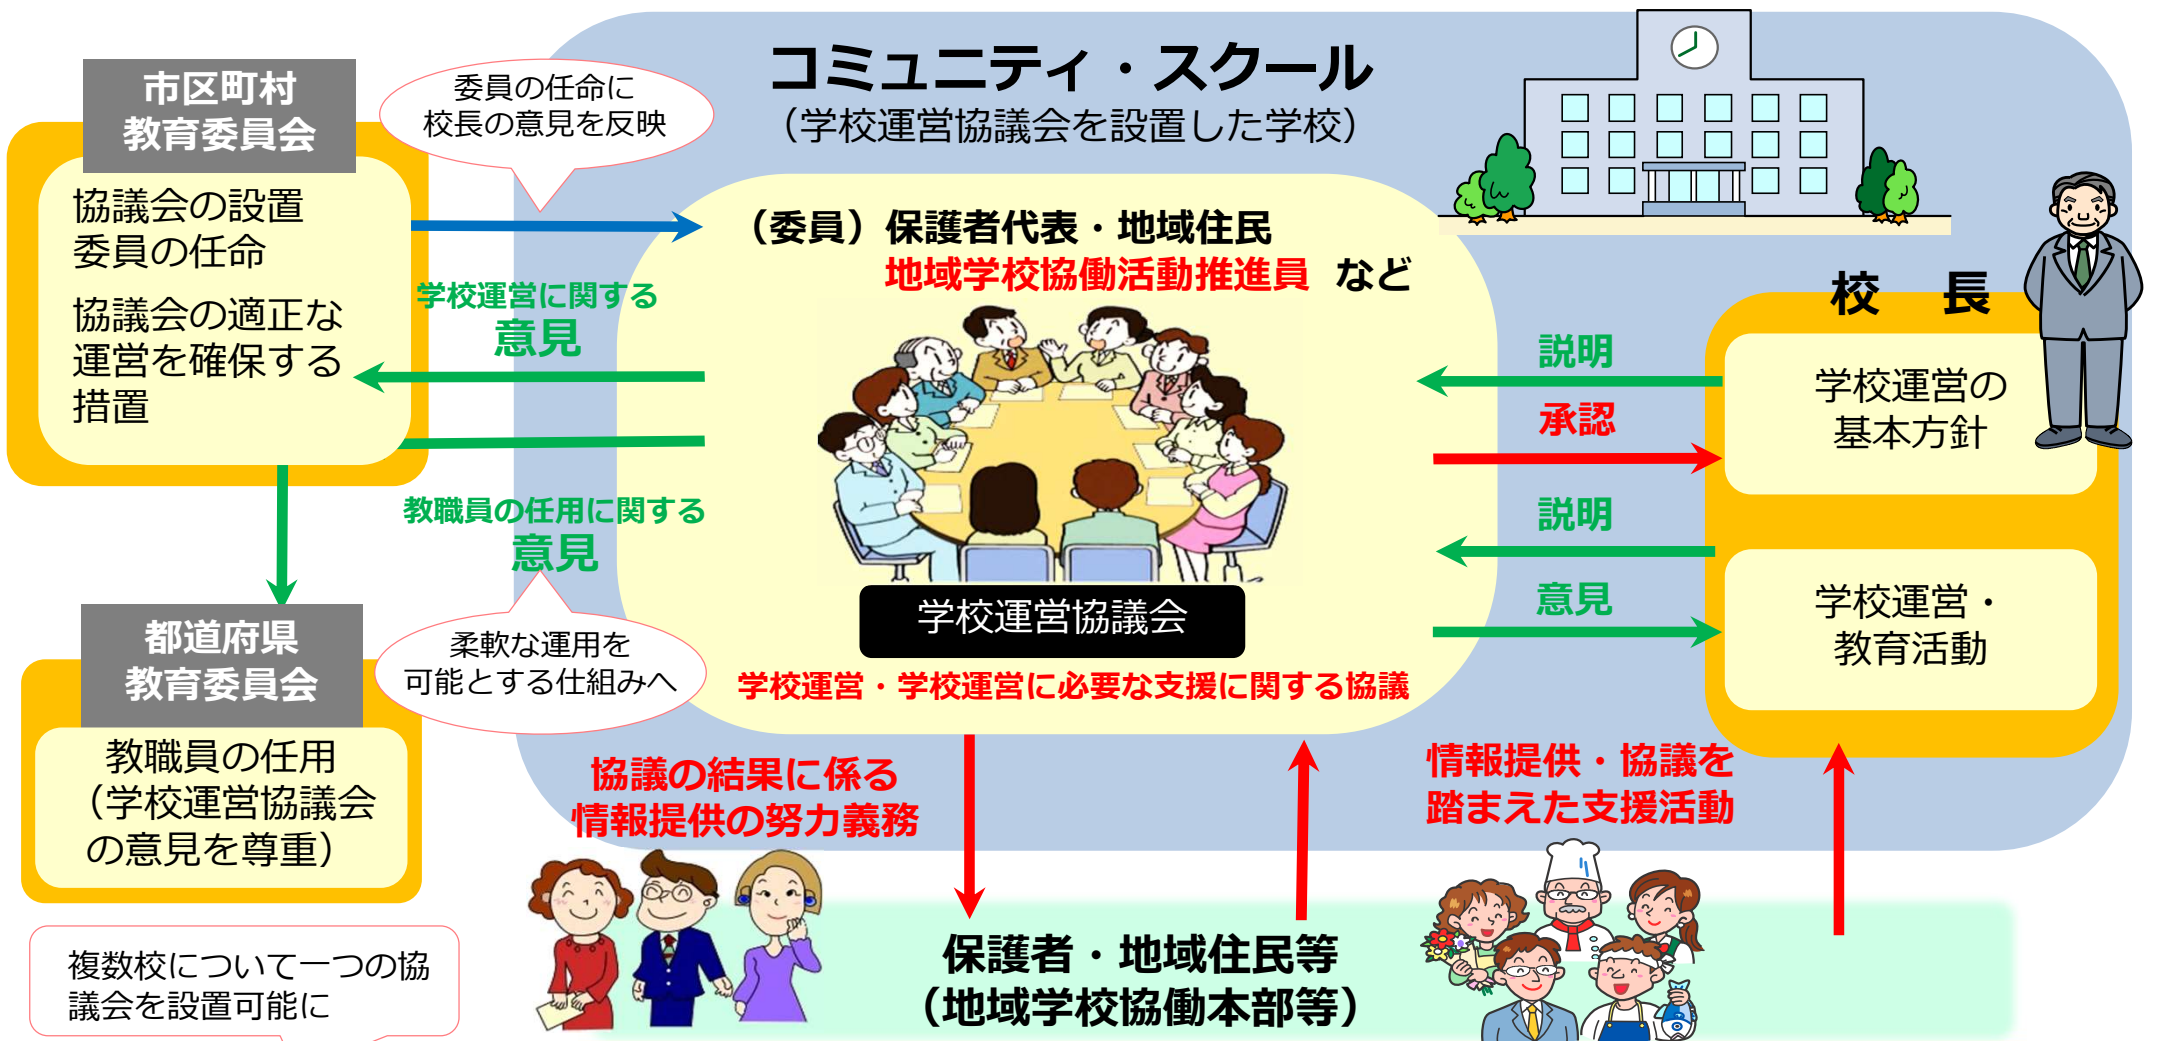 コミュニティ・スクール
（学校運営協議会を設置した学校）
市区町村
教育委員会
協議会の設置
委員の任命
協議会の適正な
運営を確保する
措置
委員の任命に
校長の意見を反映
（委員）保護者代表・地域住民
地域学校協働活動推進員 など
学校運営に関する
意見
教職員の任用に関する
意見
柔軟な運用を
可能とする仕組みへ
学校運営協議会
学校運営・学校運営に必要な支援に関する協議
校 長
説明
承認
学校運営の
基本方針
説明
意見
学校運営・
教育活動
都道府県
教育委員会
教職員の任用
（学校運営協議会
の意見を尊重）
協議の結果に係る
情報提供の努力義務
情報提供・協議を
踏まえた支援活動
保護者・地域住民等
（地域学校協働本部等）
複数校について一つの協
議会を設置可能に